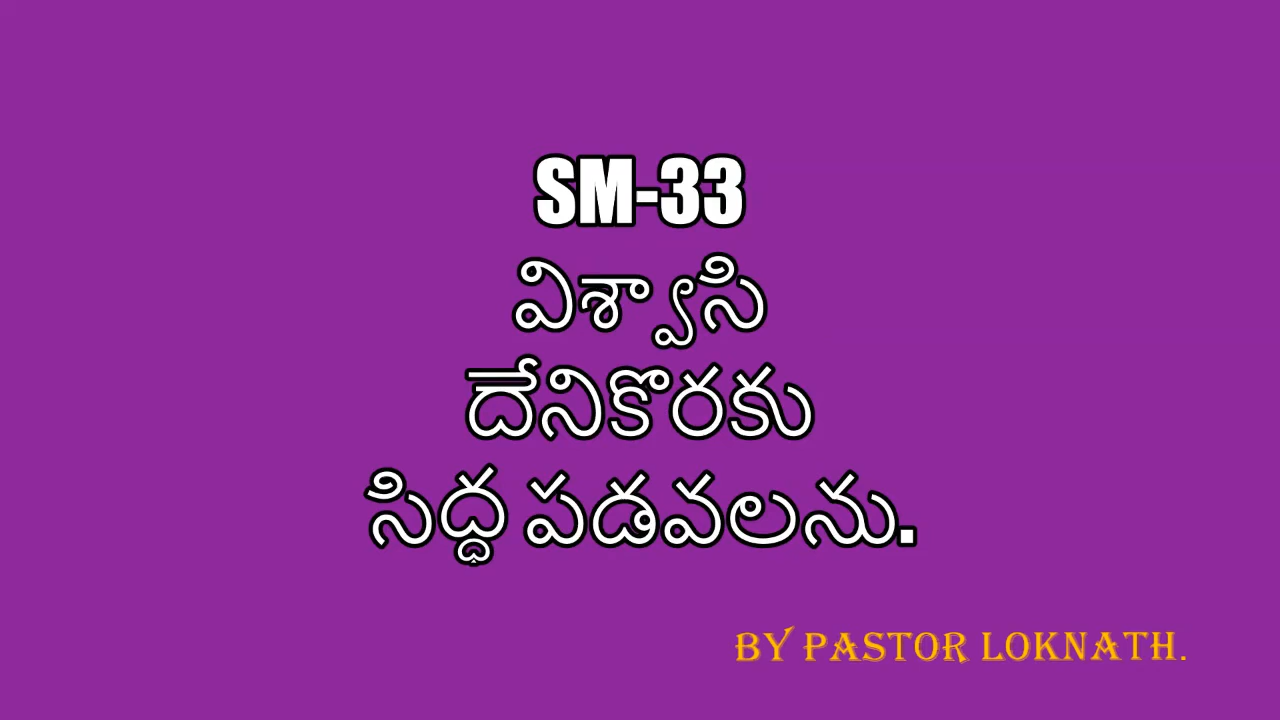 SM-33
విశ్వాసి
దేనికొరకు
సిద్ధ పడవలను.
BY PASTOR LOKNATH.